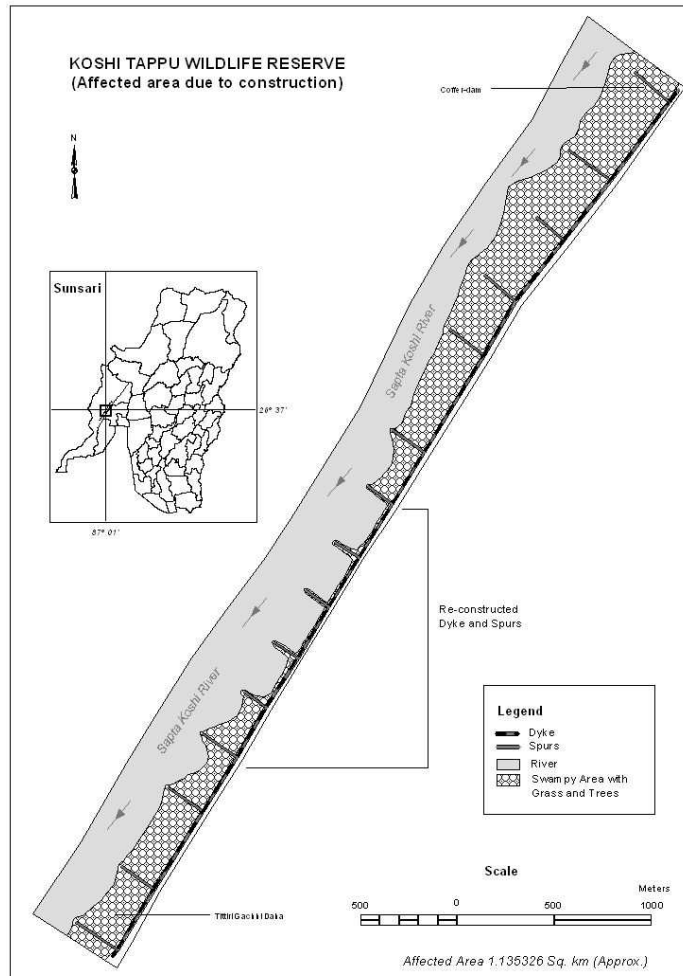 KOSHI TAPPU WILDLIFE RESERVE
(Affected area due to construction)
Coffer-dam
N
Sunsari
26° 37'
87° 01'
Sapta Koshi River
Re-constructed
Dyke and Spurs
Sapta Koshi River
Legend
Dyke
Spurs
River
Swampy Area with
Grass and Trees
Scale
Meters
500 0 500 1000
Affected Area 1.135326 Sq. km (Approx.)